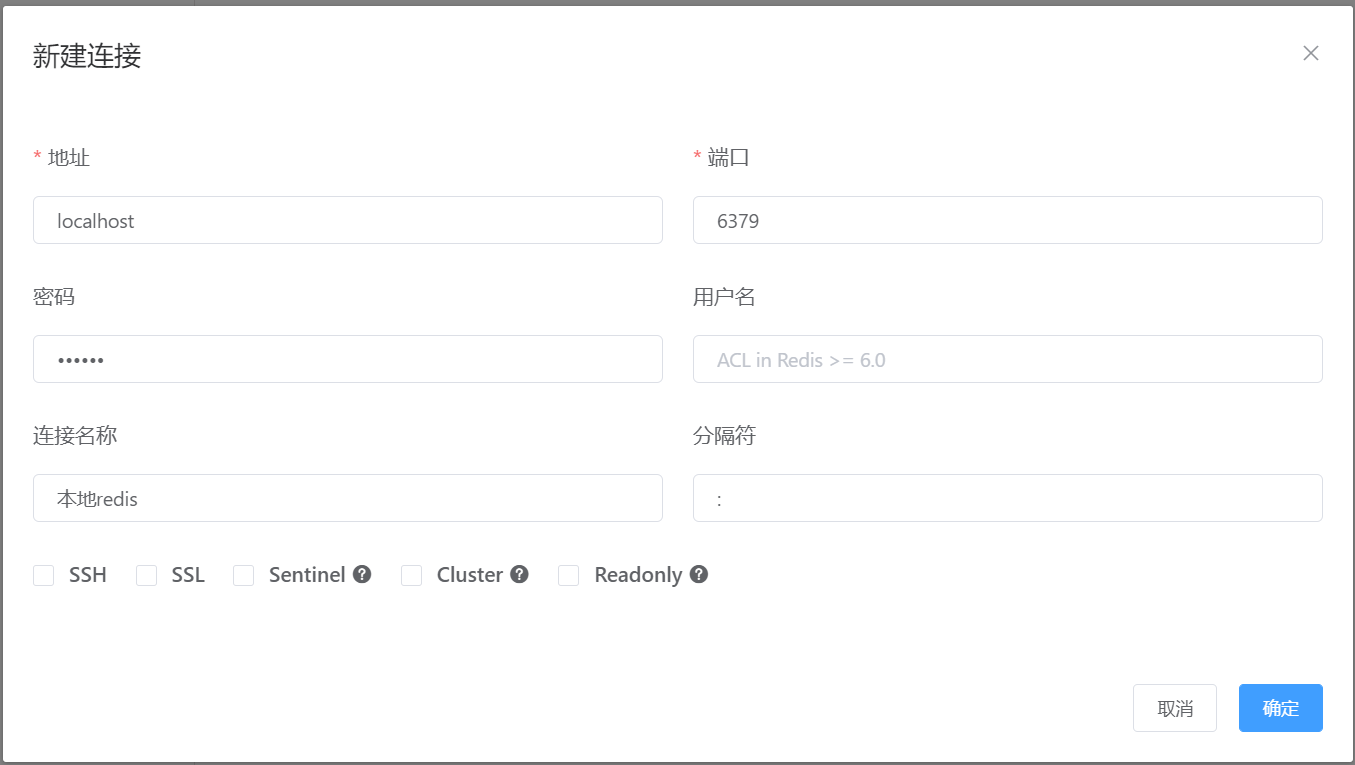 新建连接
* 地址
* 端口
localhost
6379
密码
用户名
••••••
ACL in Redis >= 6.0
连接名称
分隔符
本地redis
:
SSH SSL Sentinel ? Cluster ? Readonly ?
取消 确定